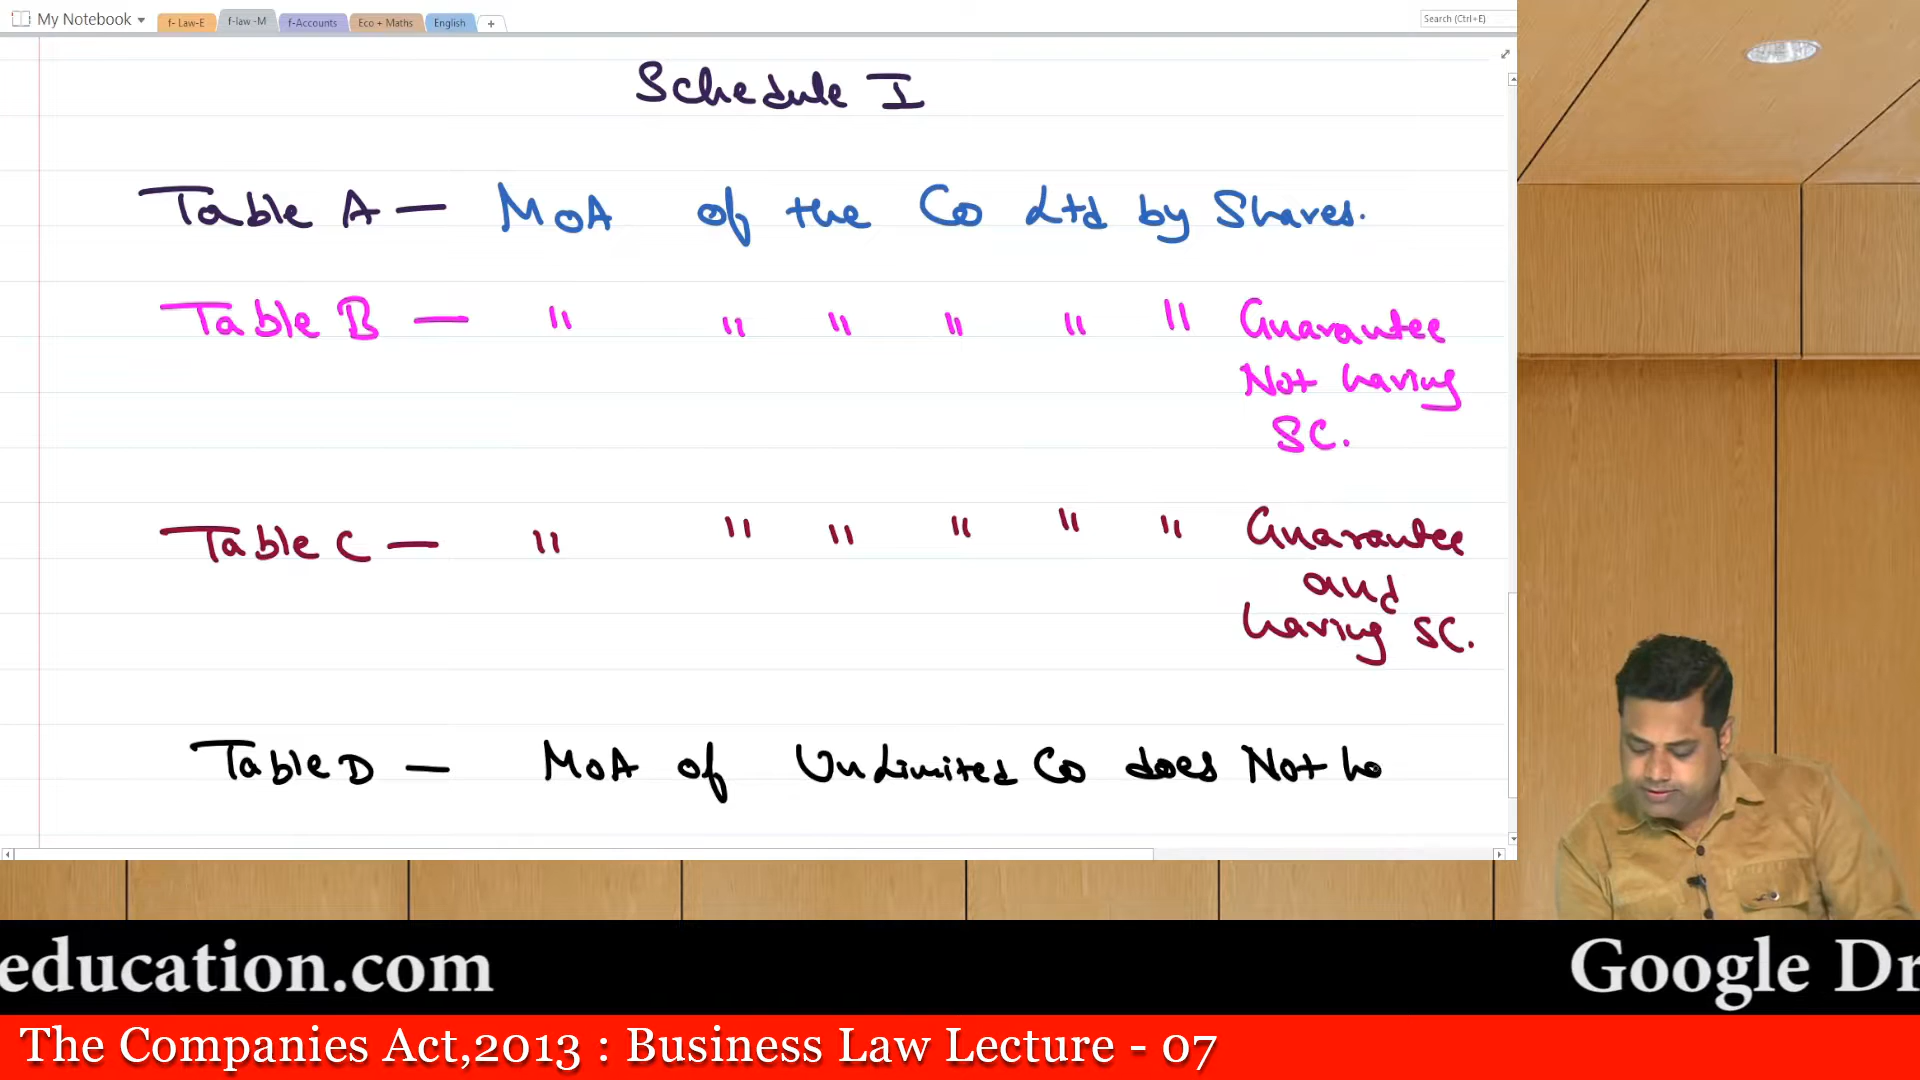 My Notebook
f- Law-E
f-law -M
f-Accounts
Eco + Maths
English
+
Search (Ctrl+E)
Schedule I
Table A — MOA of the Co Ltd by Shares.
Table B — " " " " " " Guarantee
Not having
SC.
Table C — " " " " " " Guarantee
and
having SC.
Table D — MOA of Unlimited Co does Not ha
education.com
Google Dr
The Companies Act,2013 : Business Law Lecture - 07